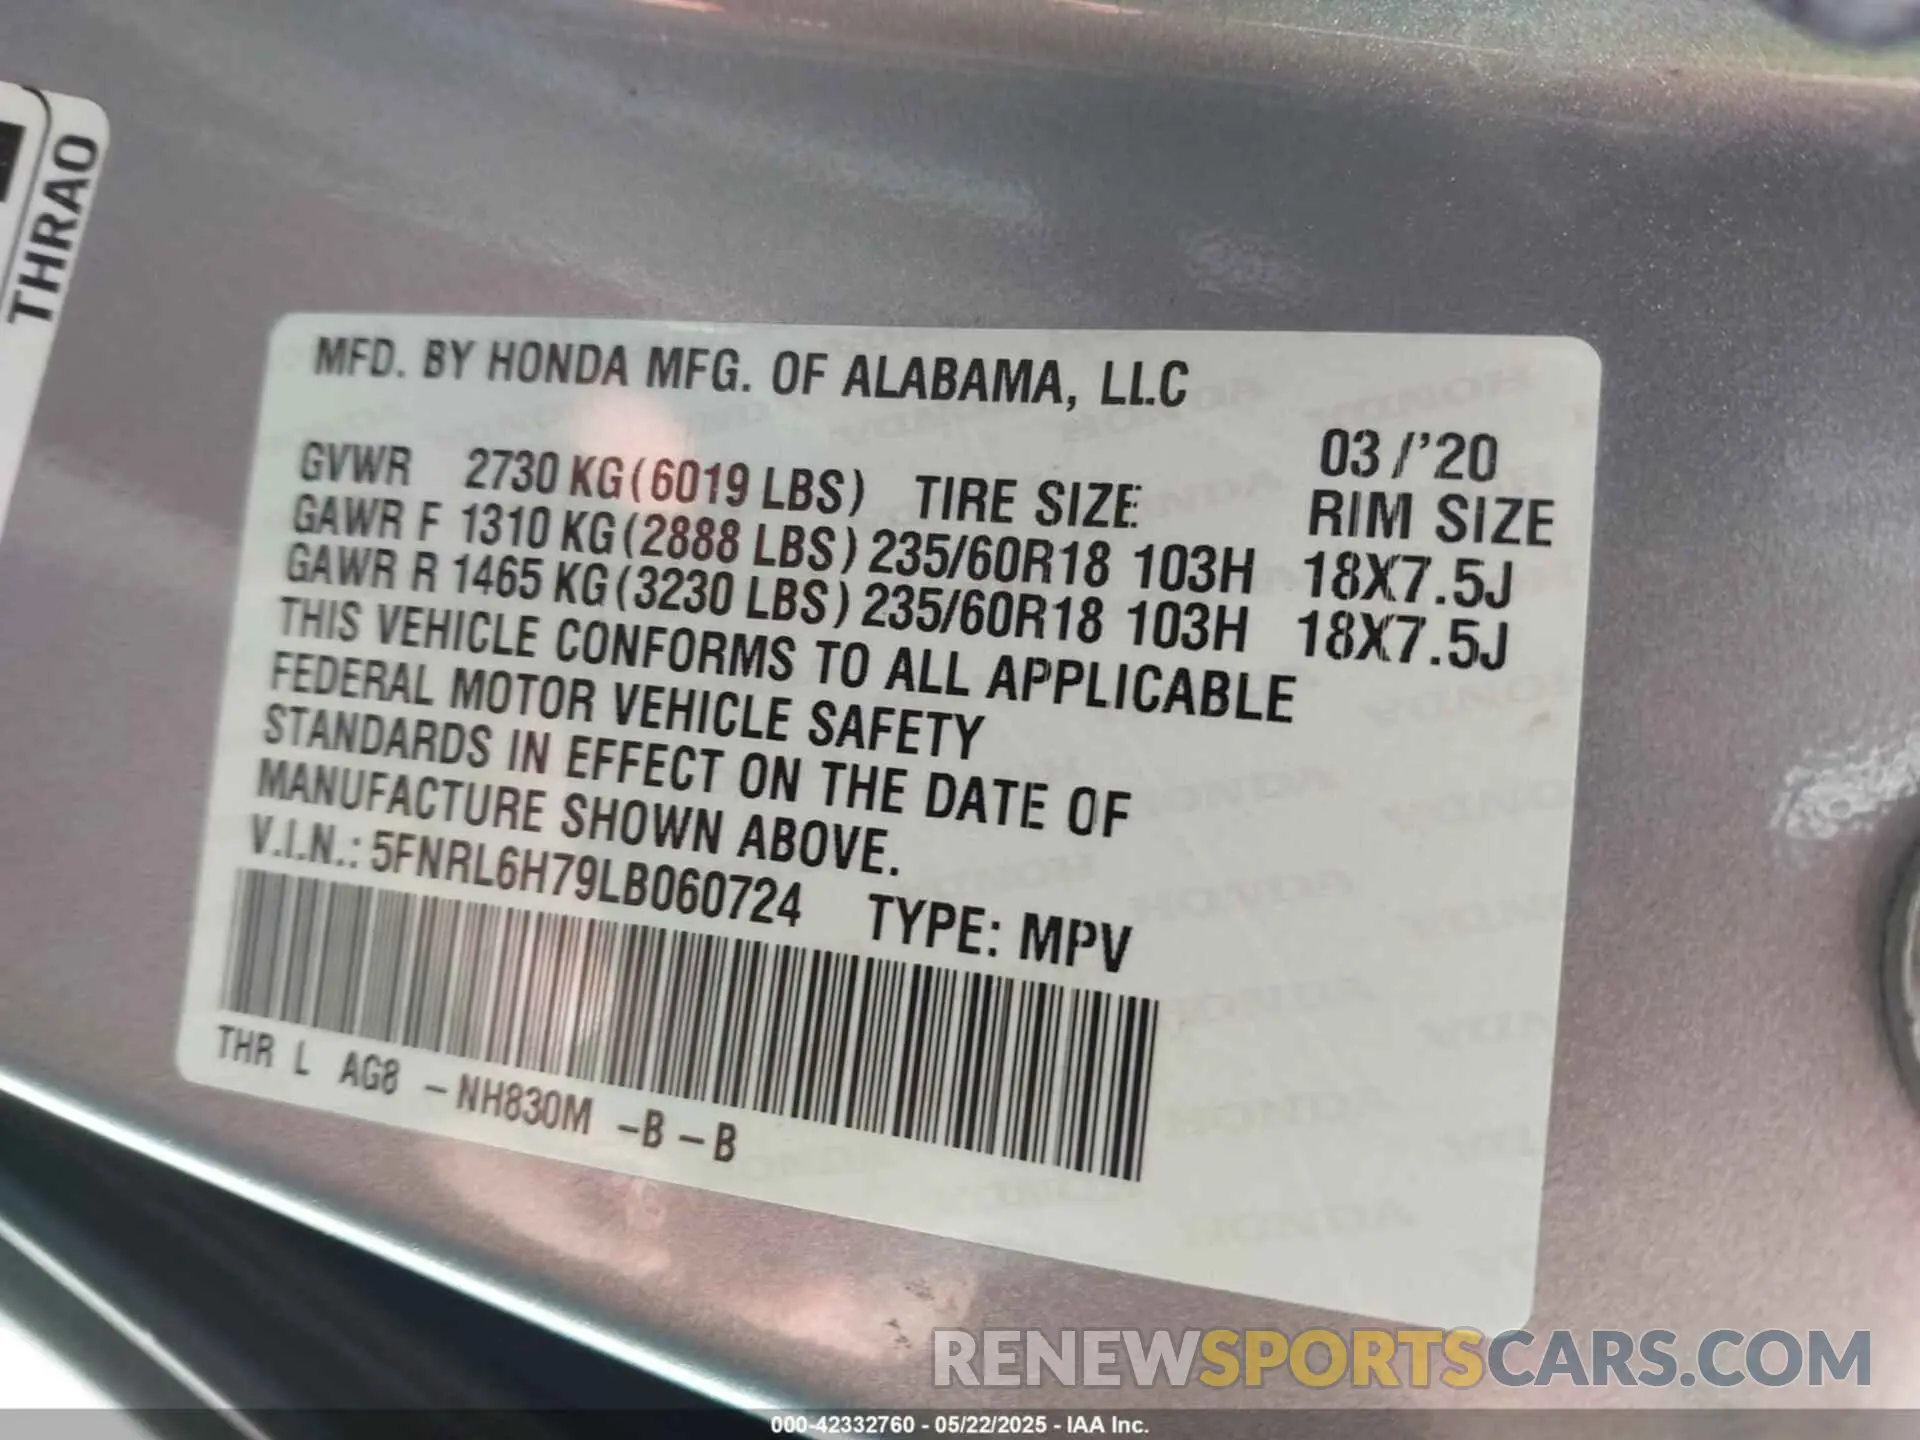 THRAO
MFD. BY HONDA MFG. OF ALABAMA, LLC
03 /'20
GVWR 2730 KG (6019 LBS) TIRE SIZE: RIM SIZE
GAWR F 1310 KG (2888 LBS) 235/60R18 103H 18X7.5J
GAWR R 1465 KG (3230 LBS) 235/60R18 103H 18X7.5J
THIS VEHICLE CONFORMS TO ALL APPLICABLE
FEDERAL MOTOR VEHICLE SAFETY
STANDARDS IN EFFECT ON THE DATE OF
MANUFACTURE SHOWN ABOVE.
V.I.N.: 5FNRL6H79LB060724 TYPE: MPV
THR L AG8 -NH830M -B-B
RENEWSPORTSCARS.COM
000-42332760 - 05/22/2025 - IAA Inc.